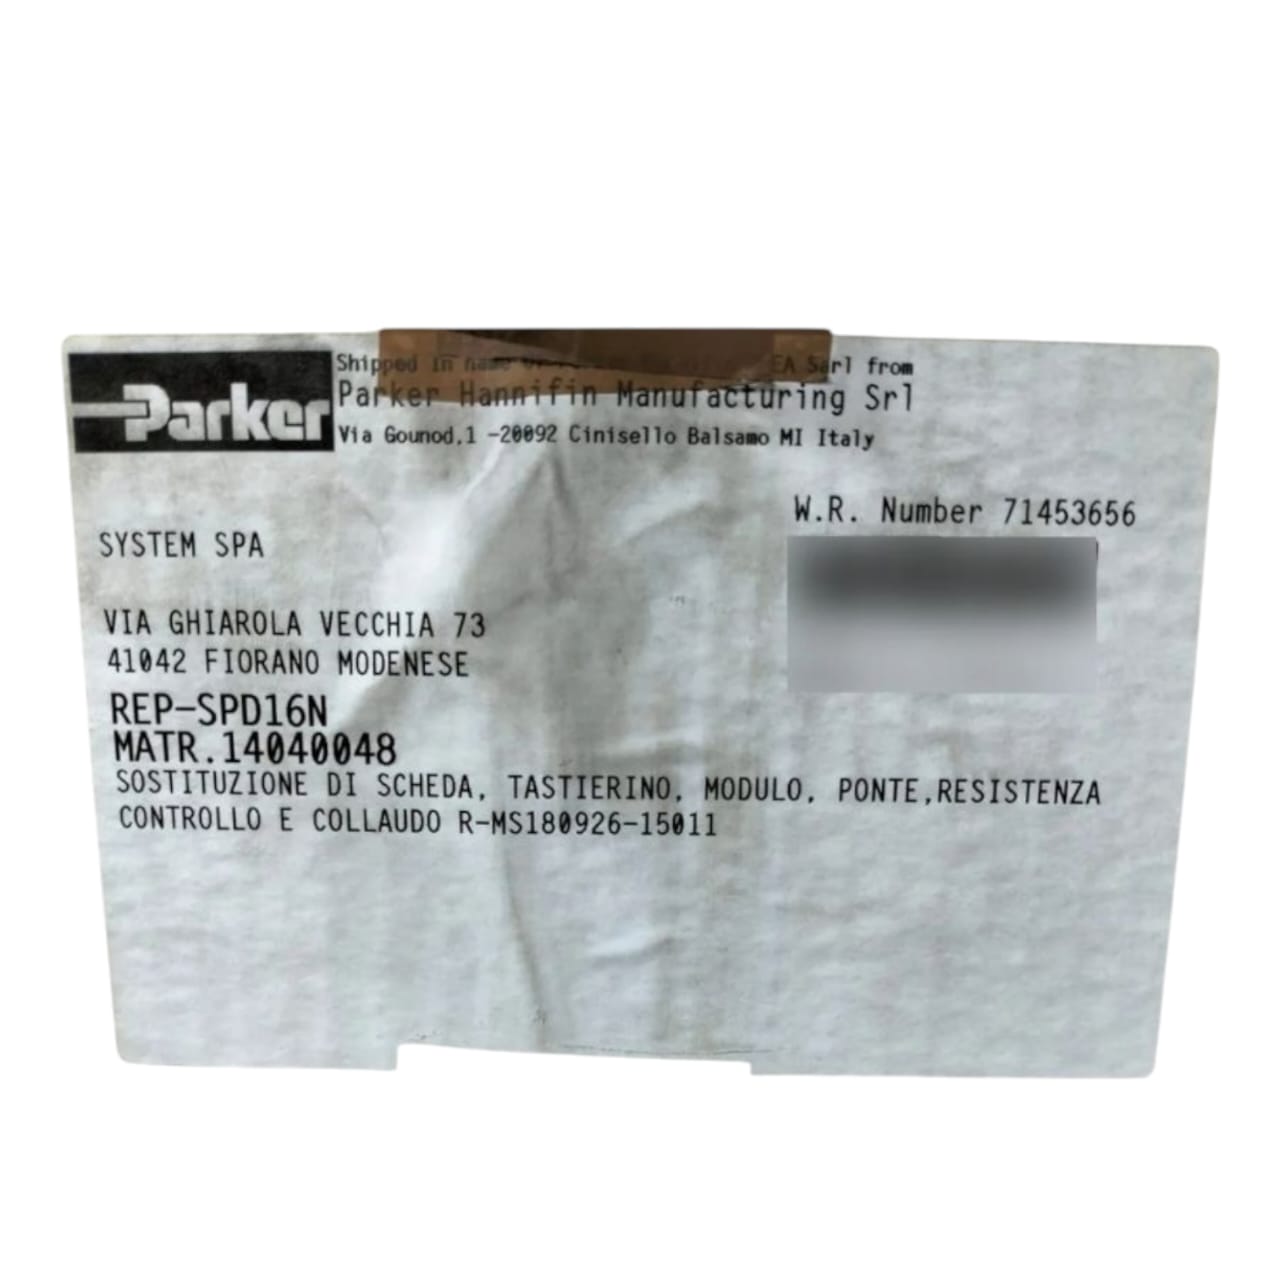 Parker
Shipped in name EA Sarl from
Parker Hannifin Manufacturing Srl
Via Gounod,1 -20092 Cinisello Balsamo MI Italy
W.R. Number 71453656
SYSTEM SPA
VIA GHIAROLA VECCHIA 73
41042 FIORANO MODENESE
REP-SPD16N
MATR.14040048
SOSTITUZIONE DI SCHEDA, TASTIERINO, MODULO, PONTE,RESISTENZA
CONTROLLO E COLLAUDO R-MS180926-15011